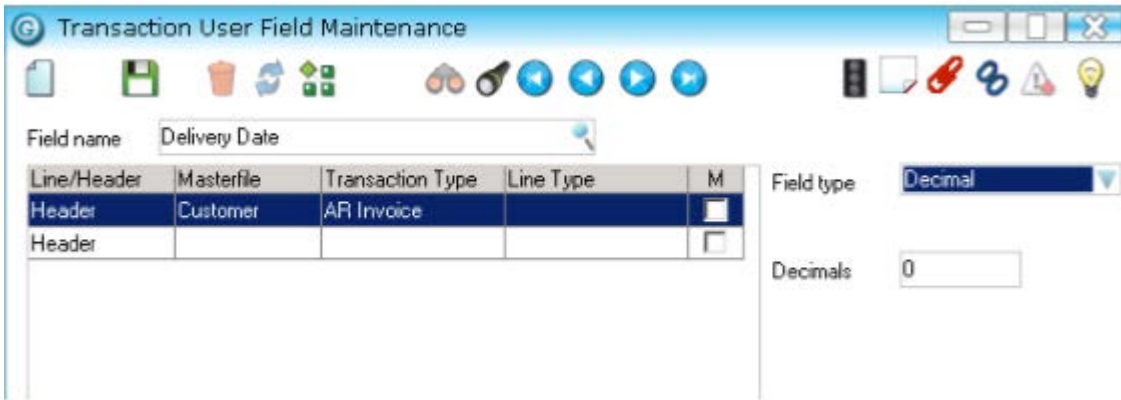 G Transaction User Field Maintenance
Field name Delivery Date
Line/Header Masterfile Transaction Type Line Type M
Header Customer AR Invoice
Header
Field type Decimal
Decimals 0